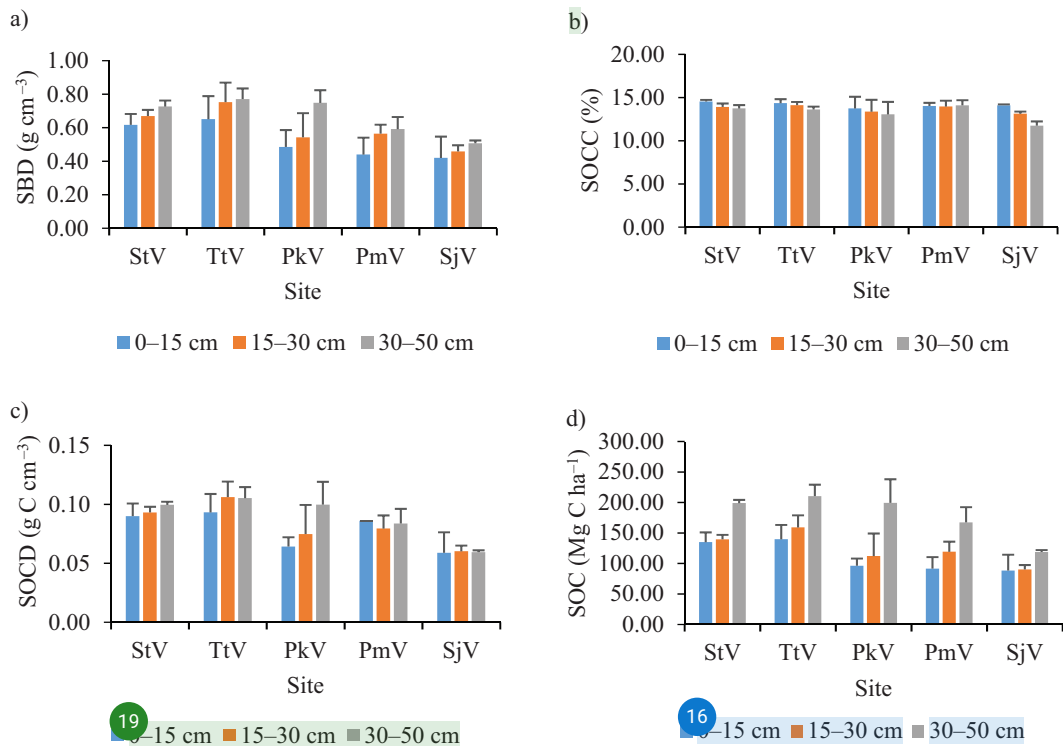 a)
1.00
0.80
0.60
0.40
0.20
0.00
SBD (g cm⁻³)
StV TtV PkV PmV SjV
Site
0–15 cm 15–30 cm 30–50 cm
b)
20.00
15.00
10.00
5.00
0.00
SOCC (%)
StV TtV PkV PmV SjV
Site
0–15 cm 15–30 cm 30–50 cm
c)
0.15
0.10
0.05
0.00
SOCD (g C cm⁻³)
StV TtV PkV PmV SjV
Site
19
0–15 cm 15–30 cm 30–50 cm
d)
300.00
250.00
200.00
150.00
100.00
50.00
0.00
SOC (Mg C ha⁻¹)
StV TtV PkV PmV SjV
Site
16
0–15 cm 15–30 cm 30–50 cm